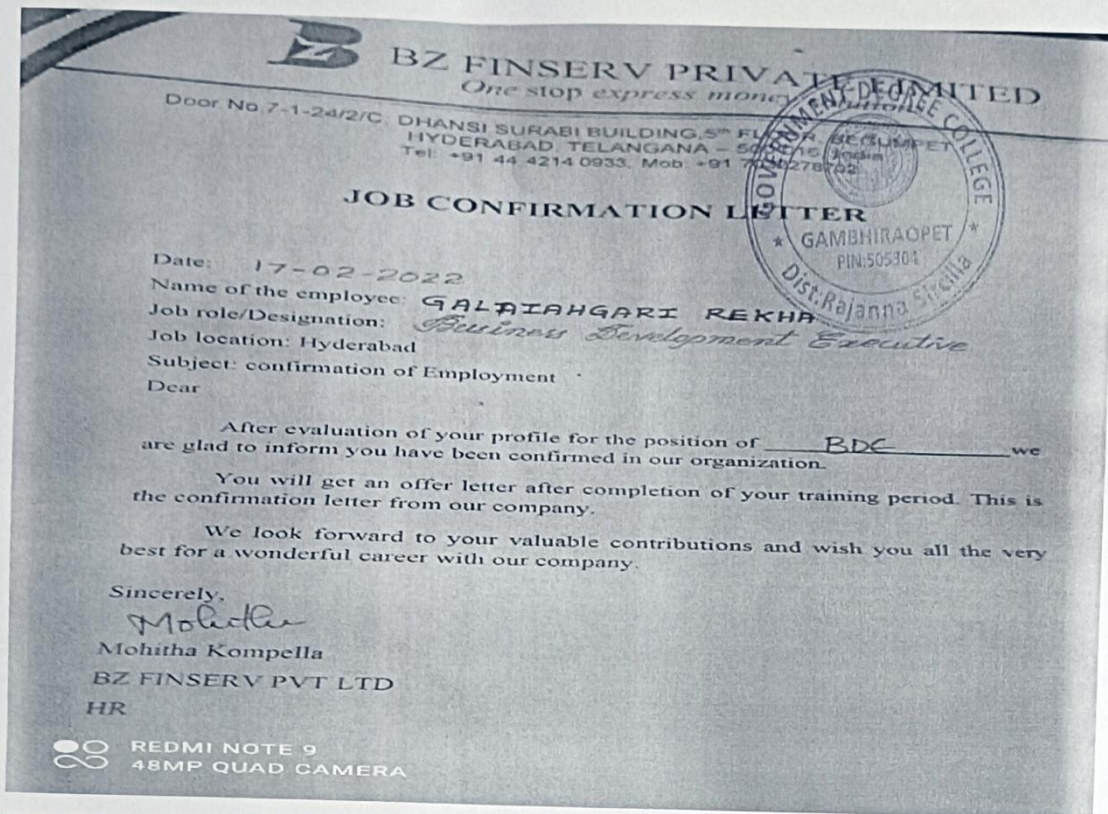 BZ FINSERV PRIVATE LIMITED
One stop express money
Door No.7-1-24/2/C, DHANSI SURABI BUILDING,5TH FL BEGUMPET
HYDERABAD, TELANGANA – India
Tel: +91 44 4214 0933, Mob: +91
JOB CONFIRMATION LETTER
GOVERNMENT DEGREE COLLEGE
GAMBHIRAOPET
PIN:505304
Dist:Rajanna Sircilla
Date: 17-02-2022
Name of the employee: GALAIAHGARI REKHA
Job role/Designation: Business Development Executive
Job location: Hyderabad
Subject: confirmation of Employment
Dear
After evaluation of your profile for the position of BDE we
are glad to inform you have been confirmed in our organization.
You will get an offer letter after completion of your training period. This is
the confirmation letter from our company.
We look forward to your valuable contributions and wish you all the very
best for a wonderful career with our company.
Sincerely,
Mohitha
Mohitha Kompella
BZ FINSERV PVT LTD
HR
REDMI NOTE 9
48MP QUAD CAMERA